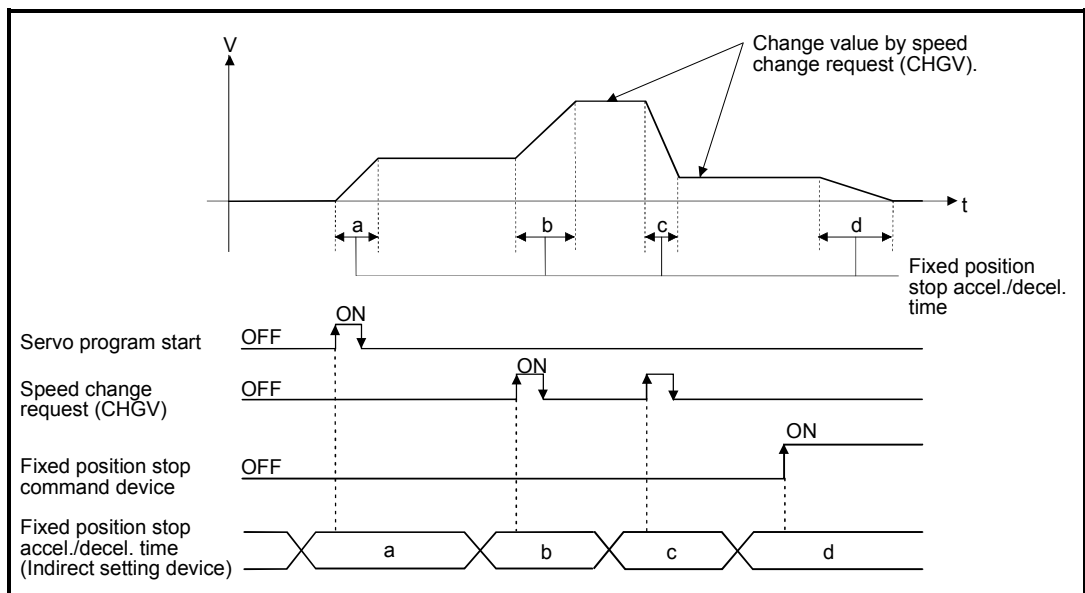 V
Change value by speed
change request (CHGV).
t
a
b
c
d
Fixed position
stop accel./decel.
time
ON
Servo program start
OFF
ON
Speed change
request (CHGV)
OFF
ON
Fixed position stop
command device
OFF
Fixed position stop
accel./decel. time
(Indirect setting device)
a
b
c
d